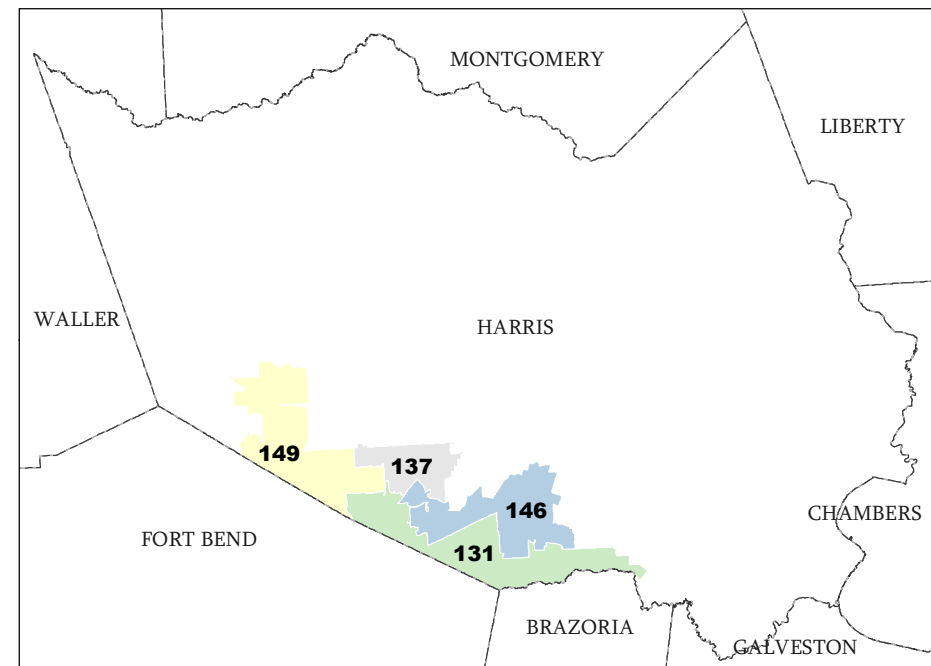 MONTGOMERY
LIBERTY
WALLER
HARRIS
149
137
146
CHAMBERS
FORT BEND
131
BRAZORIA
GALVESTON